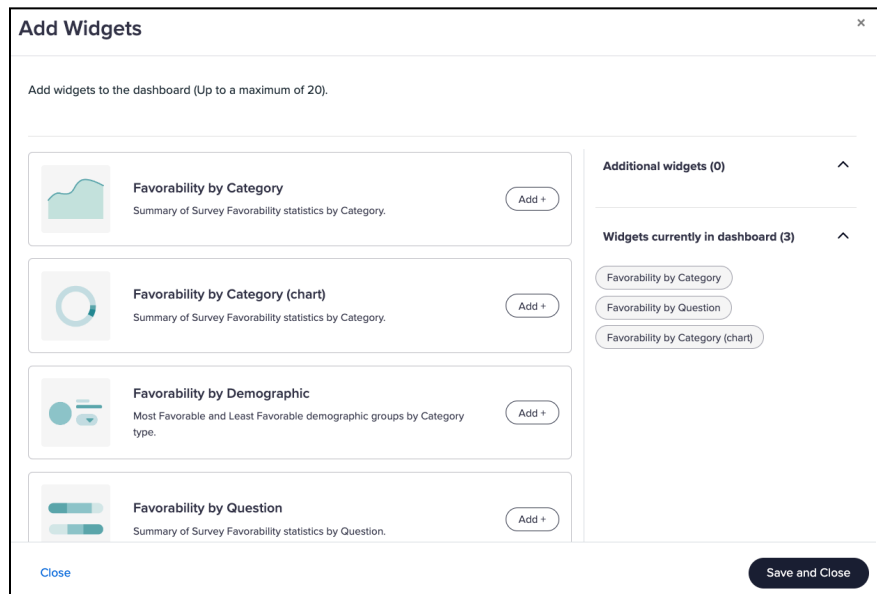 Add Widgets
×
Add widgets to the dashboard (Up to a maximum of 20).
Favorability by Category
Summary of Survey Favorability statistics by Category.
Add +
Favorability by Category (chart)
Summary of Survey Favorability statistics by Category.
Add +
Favorability by Demographic
Most Favorable and Least Favorable demographic groups by Category
type.
Add +
Favorability by Question
Summary of Survey Favorability statistics by Question.
Add +
Additional widgets (0)
Widgets currently in dashboard (3)
Favorability by Category
Favorability by Question
Favorability by Category (chart)
Close
Save and Close